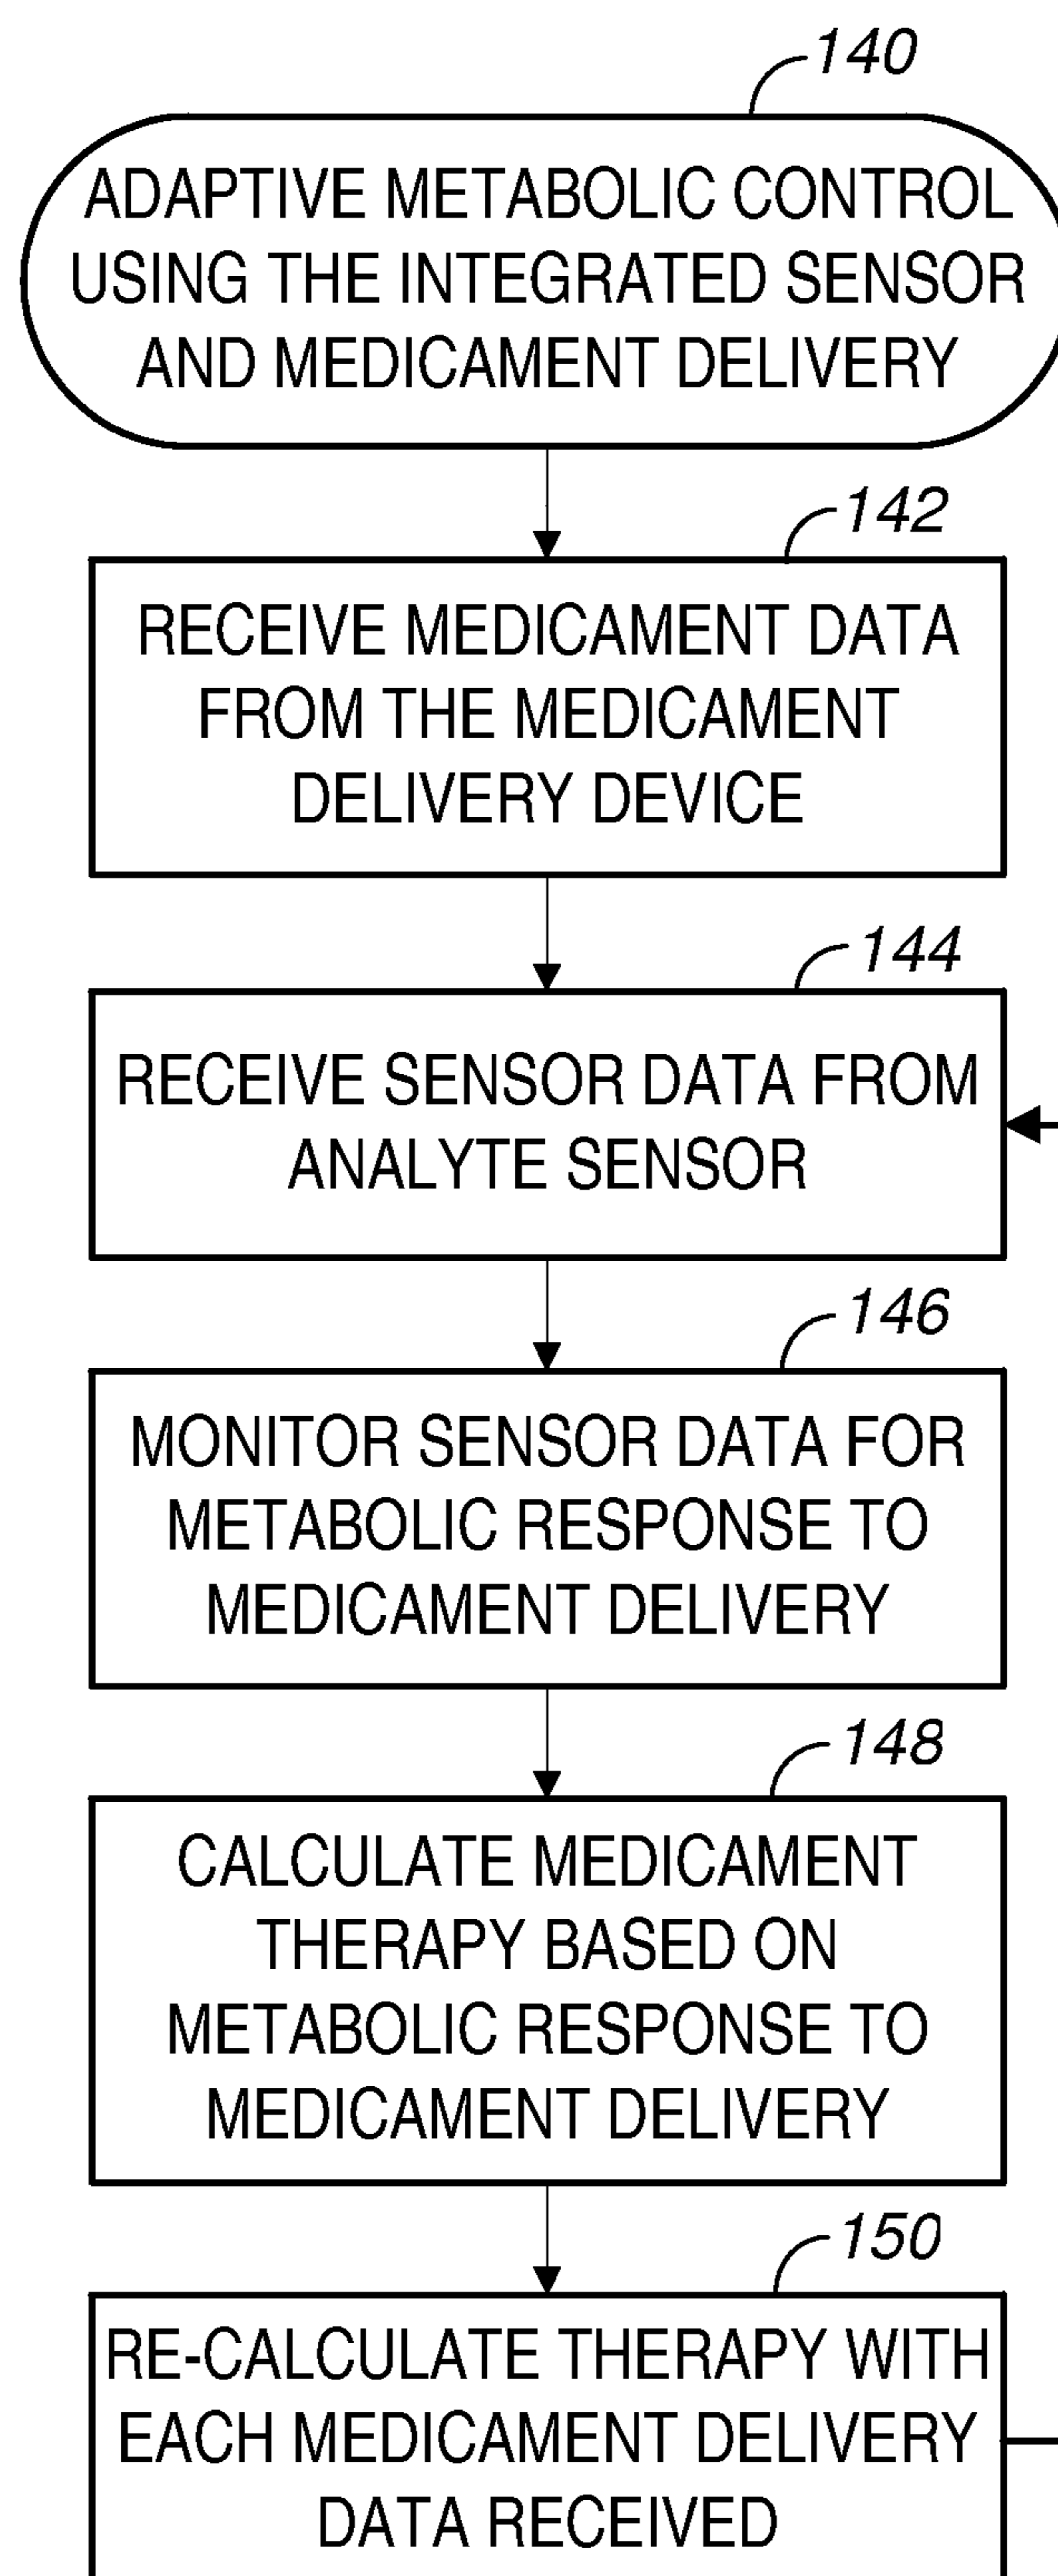 140
ADAPTIVE METABOLIC CONTROL
USING THE INTEGRATED SENSOR
AND MEDICAMENT DELIVERY
142
RECEIVE MEDICAMENT DATA
FROM THE MEDICAMENT
DELIVERY DEVICE
144
RECEIVE SENSOR DATA FROM
ANALYTE SENSOR
146
MONITOR SENSOR DATA FOR
METABOLIC RESPONSE TO
MEDICAMENT DELIVERY
148
CALCULATE MEDICAMENT
THERAPY BASED ON
METABOLIC RESPONSE TO
MEDICAMENT DELIVERY
150
RE-CALCULATE THERAPY WITH
EACH MEDICAMENT DELIVERY
DATA RECEIVED